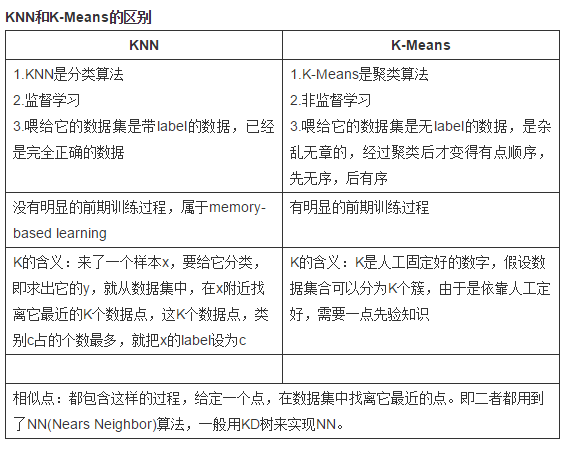 KNN和K-Means的区别
KNN
K-Means
1.KNN是分类算法
2.监督学习
3.喂给它的数据集是带label的数据，已经
是完全正确的数据
1.K-Means是聚类算法
2.非监督学习
3.喂给它的数据集是无label的数据，是杂
乱无章的，经过聚类后才变得有点顺序，
先无序，后有序
没有明显的前期训练过程，属于memory-
based learning
有明显的前期训练过程
K的含义：来了一个样本x，要给它分类，
即求出它的y，就从数据集中，在x附近找
离它最近的K个数据点，这K个数据点，类
别c占的个数最多，就把x的label设为c
K的含义：K是人工固定好的数字，假设数
据集合可以分为K个簇，由于是依靠人工定
好，需要一点先验知识
相似点：都包含这样的过程，给定一个点，在数据集中找离它最近的点。即二者都用到
了NN(Nears Neighbor)算法，一般用KD树来实现NN。